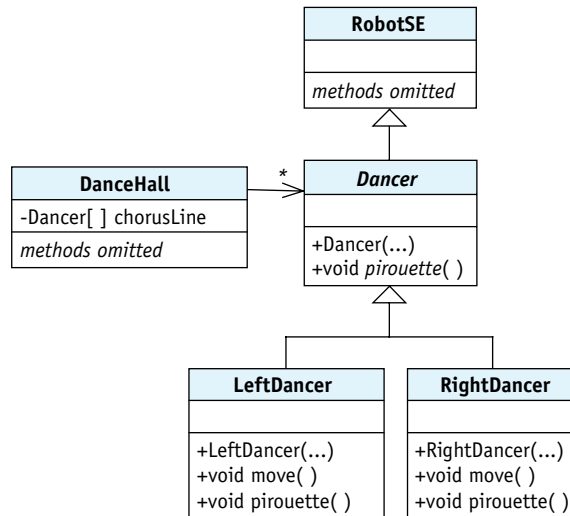 RobotSE
methods omitted
DanceHall
-Dancer[ ] chorusLine
methods omitted
*
Dancer
+Dancer(...)
+void pirouette( )
LeftDancer
+LeftDancer(...)
+void move( )
+void pirouette( )
RightDancer
+RightDancer(...)
+void move( )
+void pirouette( )